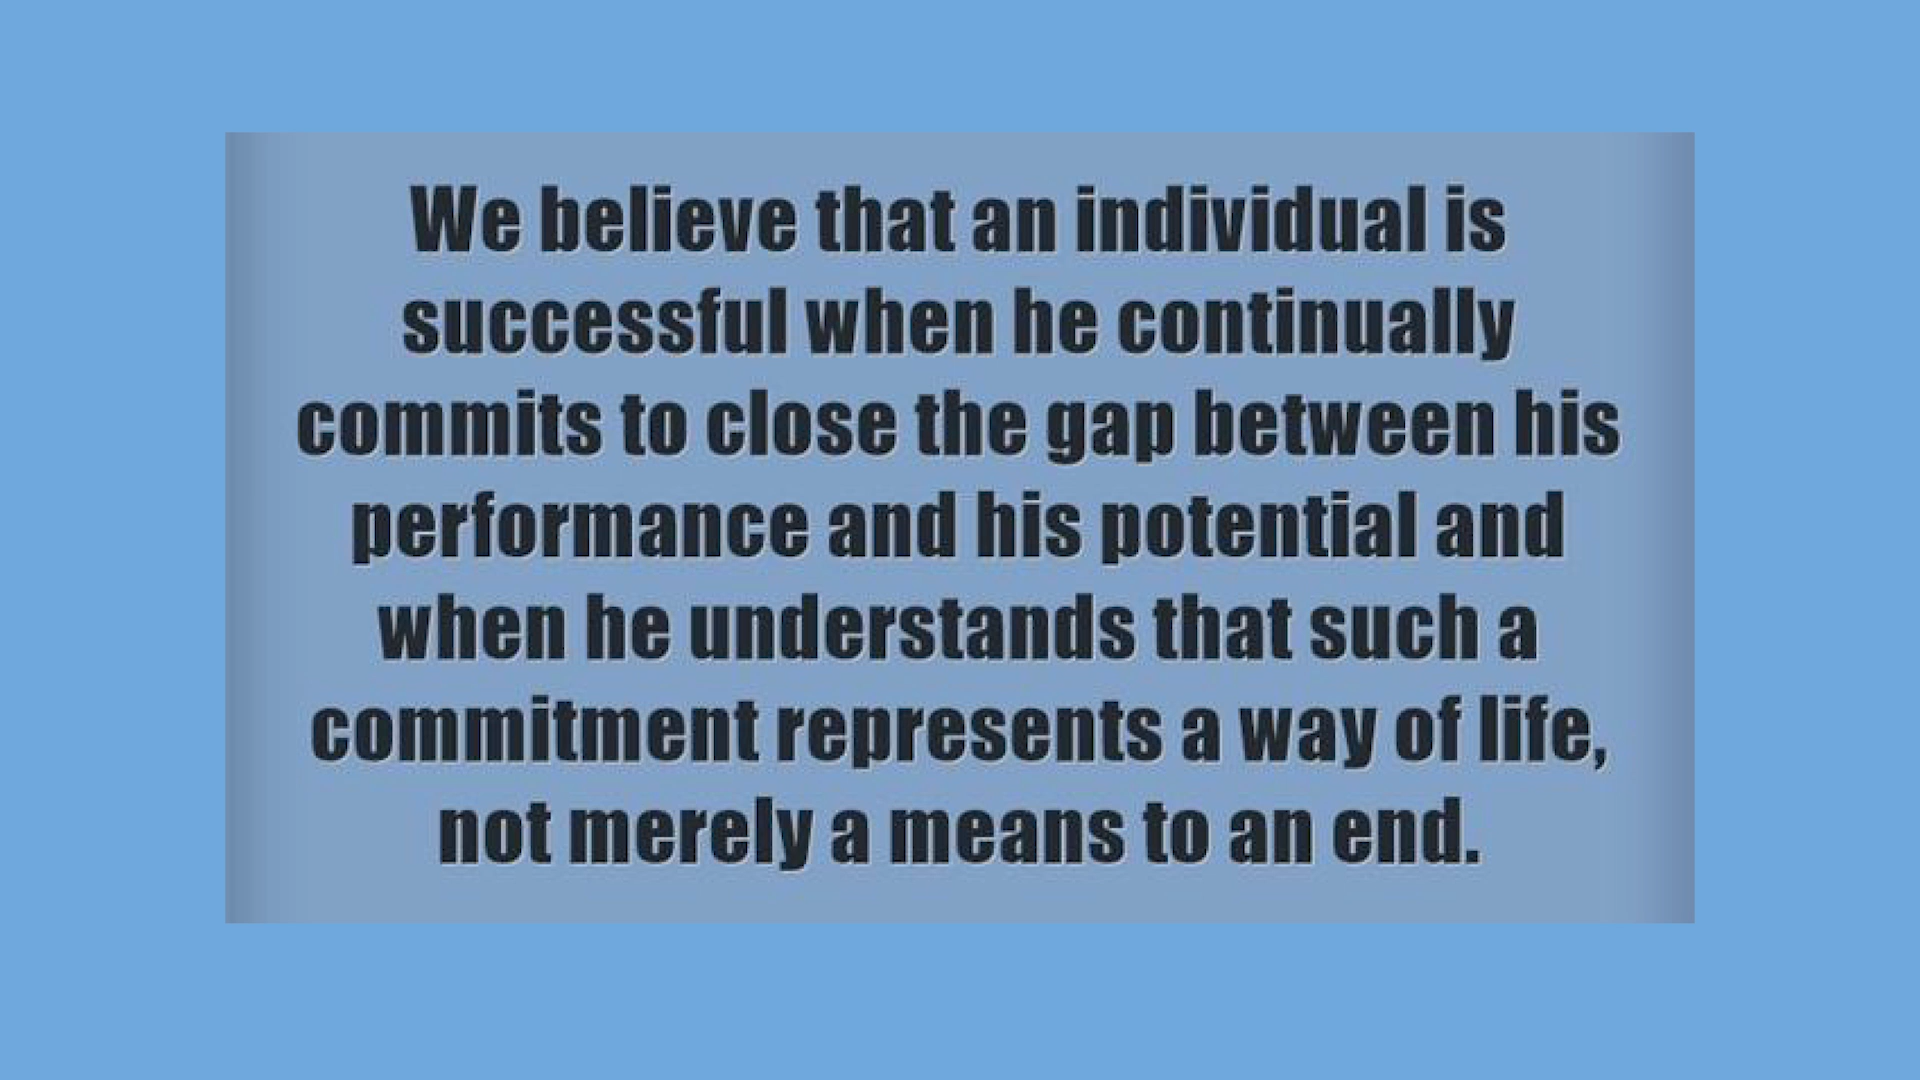 We believe that an individual is
successful when he continually
commits to close the gap between his
performance and his potential and
when he understands that such a
commitment represents a way of life,
not merely a means to an end.